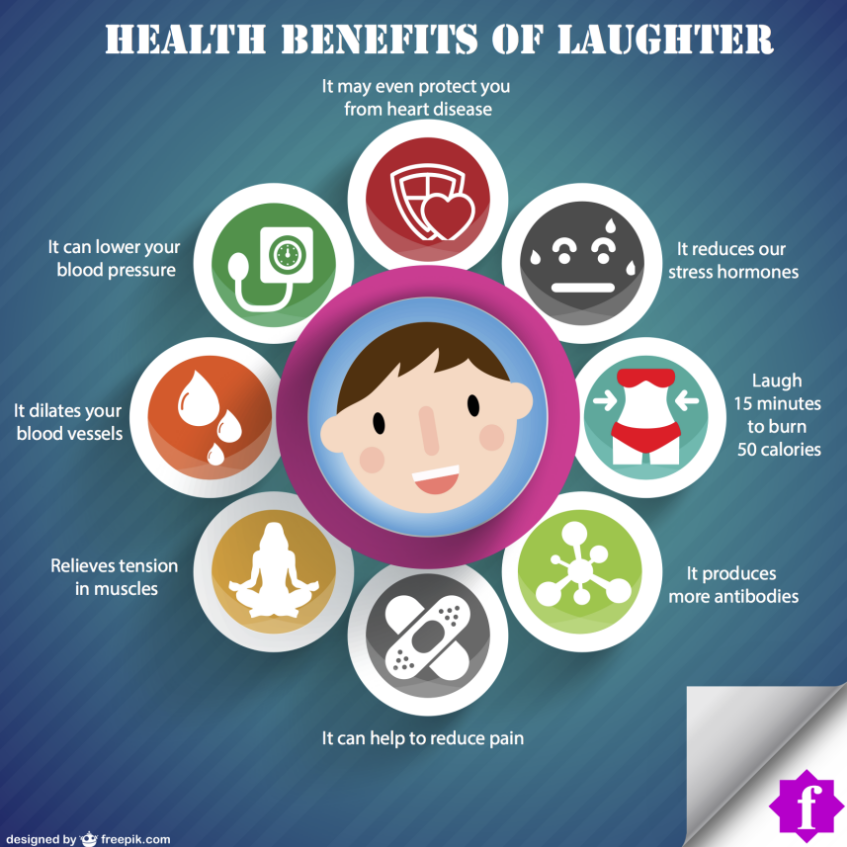 HEALTH BENEFITS OF LAUGHTER
It may even protect you
from heart disease
It can lower your
blood pressure
It reduces our
stress hormones
It dilates your
blood vessels
Laugh
15 minutes
to burn
50 calories
Relieves tension
in muscles
It produces
more antibodies
It can help to reduce pain
f
designed by freepik.com